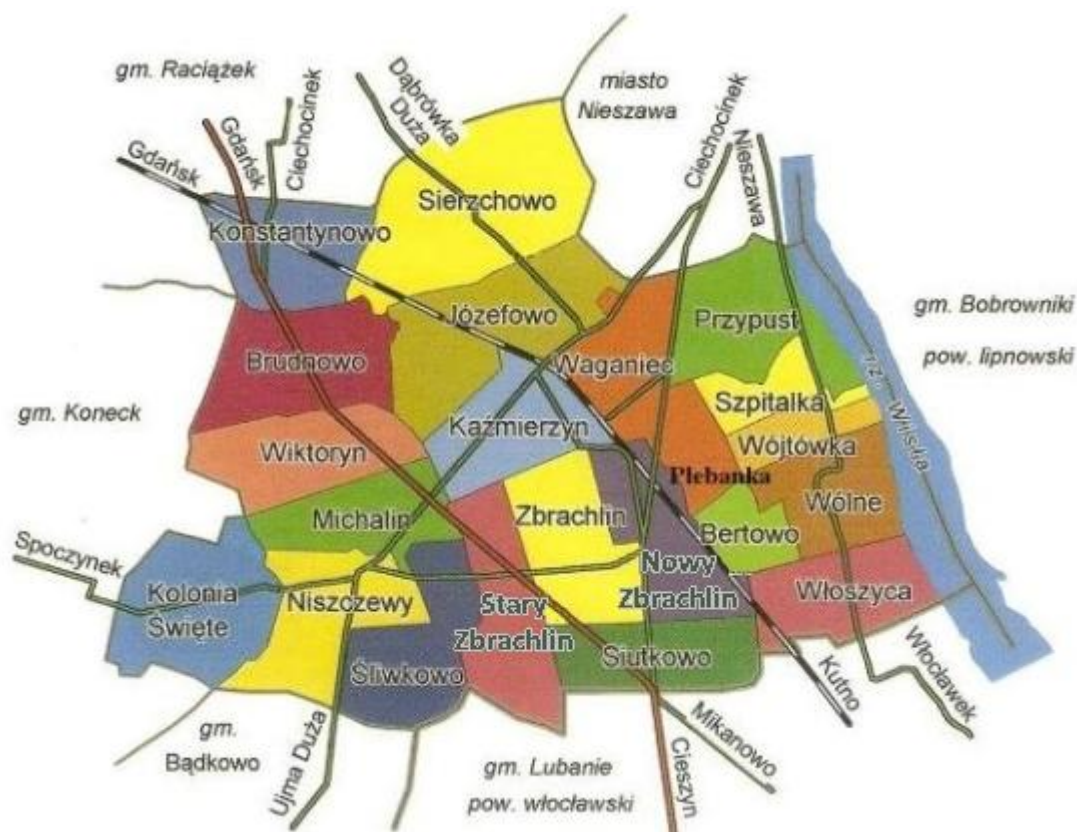 gm. Raciążek
Ciechocinek
Gdańsk
Gdańsk
Dąbrówka
Duża
miasto
Nieszawa
Ciechocinek
Nieszawa
Sierzchowo
Konstantynowo
gm. Bobrowniki
pow. lipnowski
rz. Wisła
Józefowo
Przypust
Brudnowo
Waganiec
Szpitalka
gm. Koneck
Kaźmierzyn
Wójtówka
Wiktoryn
Plebanka
Wólne
Michalin
Zbrachlin
Bertowo
Spoczynek
Nowy
Zbrachlin
Kolonia
Święte
Niszczewy
Stary
Zbrachlin
Włoszyca
Śliwkowo
Siutkowo
Kutno
Włocławek
Mikanowo
Cieszyn
gm.
Bądkowo
Ujma Duża
gm. Lubanie
pow. włocławski